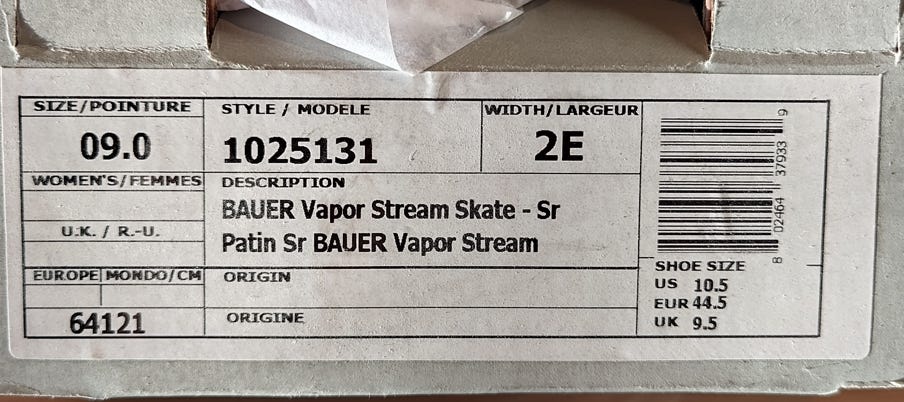 SIZE/POINTURE
09.0
STYLE / MODELE
1025131
WIDTH/LARGEUR
2E
WOMEN'S/FEMMES
U.K. / R.-U.
DESCRIPTION
BAUER Vapor Stream Skate - Sr
Patin Sr BAUER Vapor Stream
EUROPE MONDO/CM
64121
ORIGIN
ORIGINE
8 02464 37933 9
SHOE SIZE
US 10.5
EUR 44.5
UK 9.5